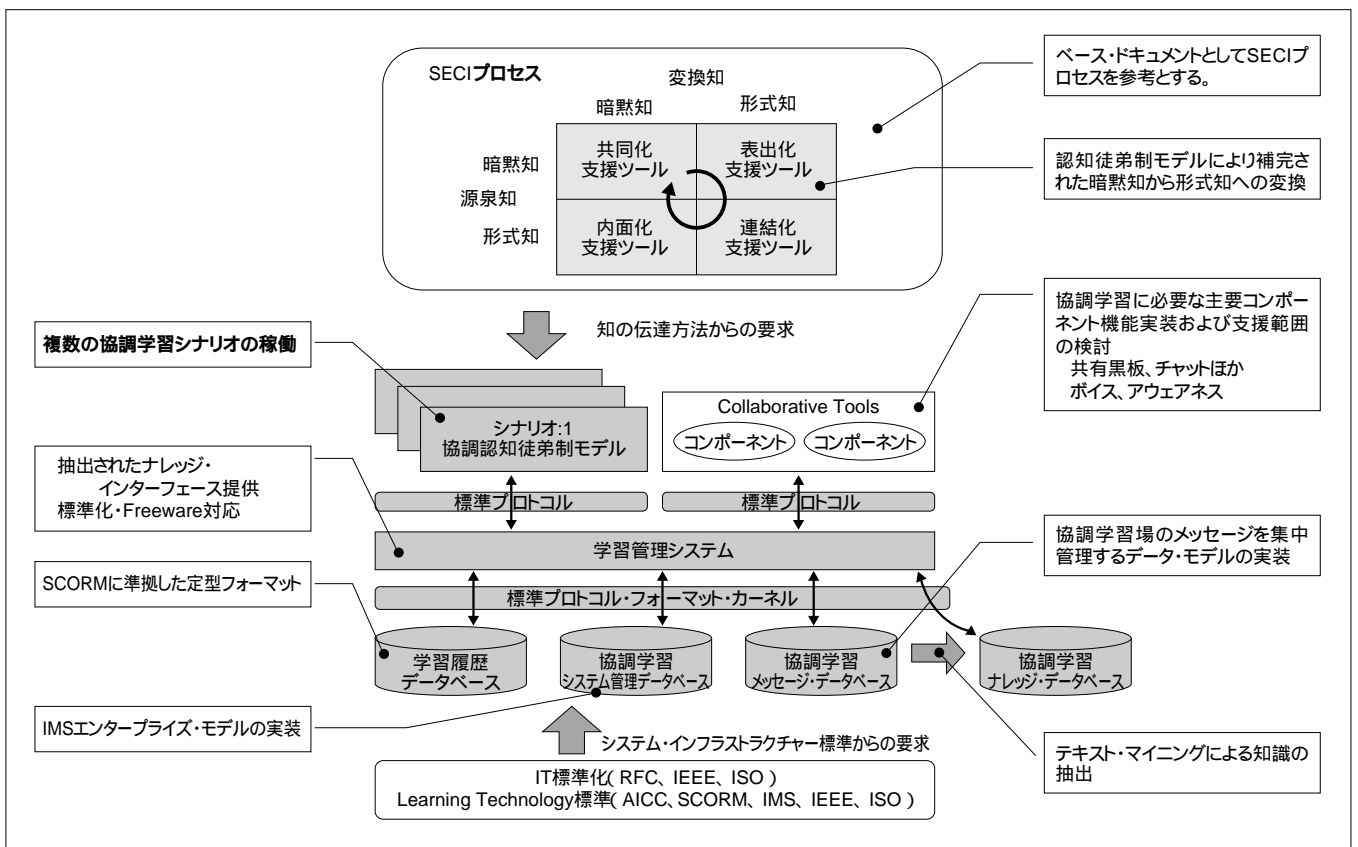 SECIプロセス
変換知
暗黙知
形式知
暗黙知
源泉知
形式知
共同化
支援ツール
表出化
支援ツール
内面化
支援ツール
連結化
支援ツール
ベース・ドキュメントとしてSECIプ
ロセスを参考とする。
認知徒弟制モデルにより補完さ
れた暗黙知から形式知への変換
知の伝達方法からの要求
協調学習に必要な主要コンポー
ネント機能実装および支援範囲
の検討
共有黒板、チャットほか
ボイス、アウェアネス
複数の協調学習シナリオの稼働
シナリオ:1
協調認知徒弟制モデル
Collaborative Tools
コンポーネント
コンポーネント
抽出されたナレッジ・
インターフェース提供
標準化・Freeware対応
標準プロトコル
標準プロトコル
学習管理システム
協調学習場のメッセージを集中
管理するデータ・モデルの実装
SCORMに準拠した定型フォーマット
標準プロトコル・フォーマット・カーネル
学習履歴
データベース
協調学習
システム管理データベース
協調学習
メッセージ・データベース
協調学習
ナレッジ・データベース
IMSエンタープライズ・モデルの実装
システム・インフラストラクチャー標準からの要求
テキスト・マイニングによる知識の
抽出
IT標準化( RFC、IEEE、ISO )
Learning Technology標準( AICC、SCORM、IMS、IEEE、ISO )